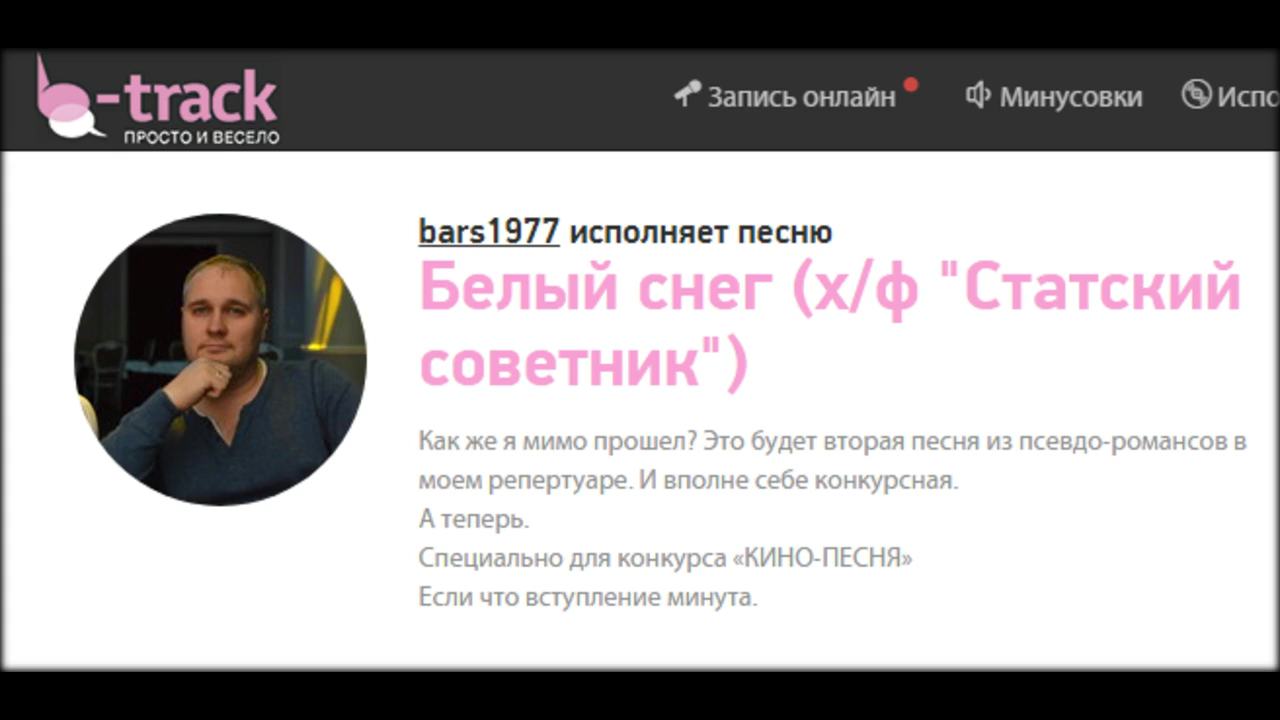 b-track
ПРОСТО И ВЕСЕЛО
Запись онлайн
Минусовки
Испо
bars1977 исполняет песню
Белый снег (х/ф "Статский
советник")
Как же я мимо прошел? Это будет вторая песня из псевдо-романсов в
моем репертуаре. И вполне себе конкурсная.
А теперь.
Специально для конкурса «КИНО-ПЕСНЯ»
Если что вступление минута.